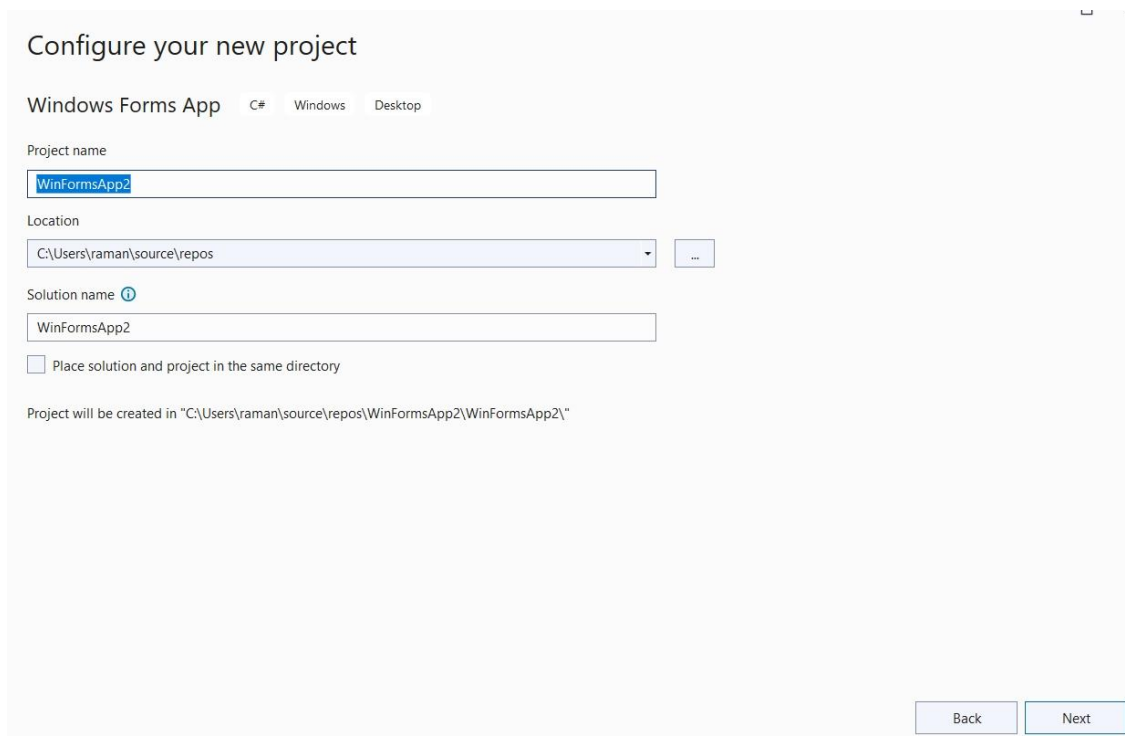 Configure your new project
Windows Forms App C# Windows Desktop
Project name
WinFormsApp2
Location
C:\Users\raman\source\repos ...
Solution name
WinFormsApp2
Place solution and project in the same directory
Project will be created in "C:\Users\raman\source\repos\WinFormsApp2\WinFormsApp2\"
Back Next